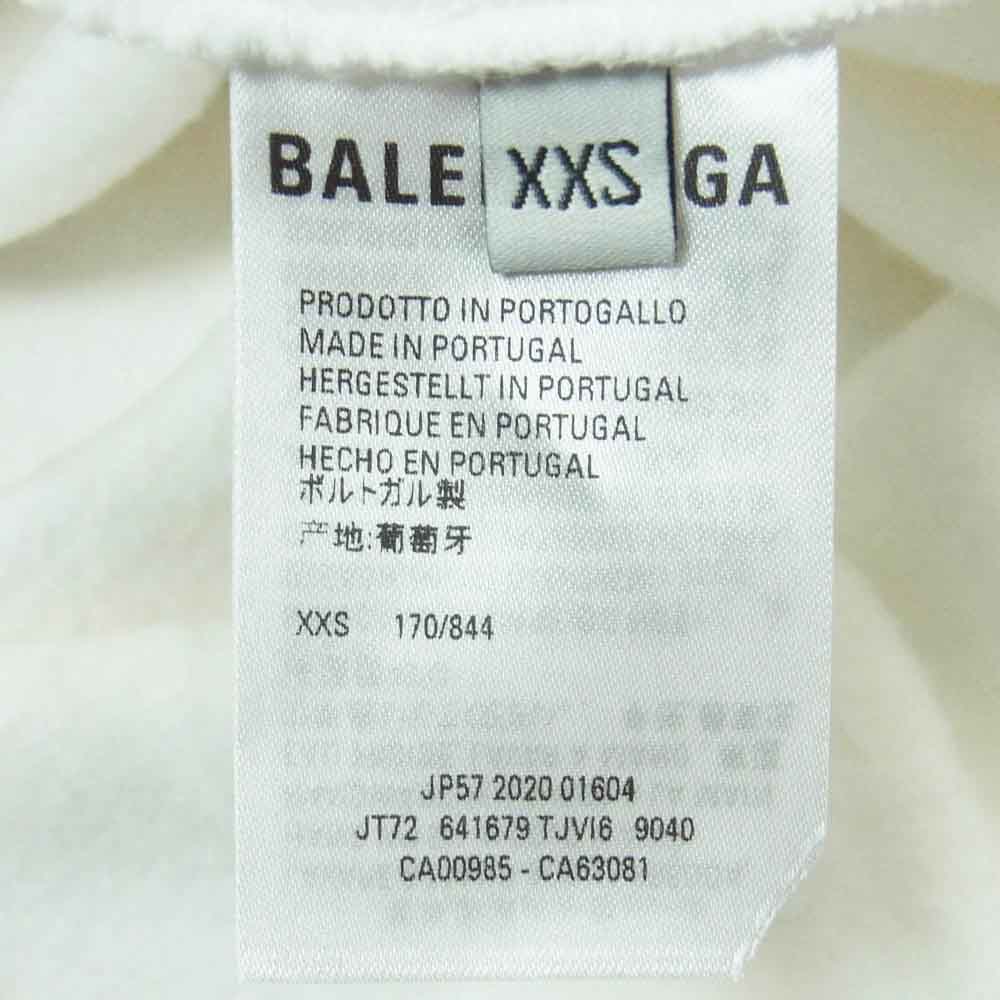 BALE XXS GA
PRODOTTO IN PORTOGALLO
MADE IN PORTUGAL
HERGESTELLT IN PORTUGAL
FABRIQUE EN PORTUGAL
HECHO EN PORTUGAL
ポルトガル製
产地:葡萄牙
XXS 170/844
JP57 2020 01604
JT72 641679 TJVI6 9040
CA00985 - CA63081